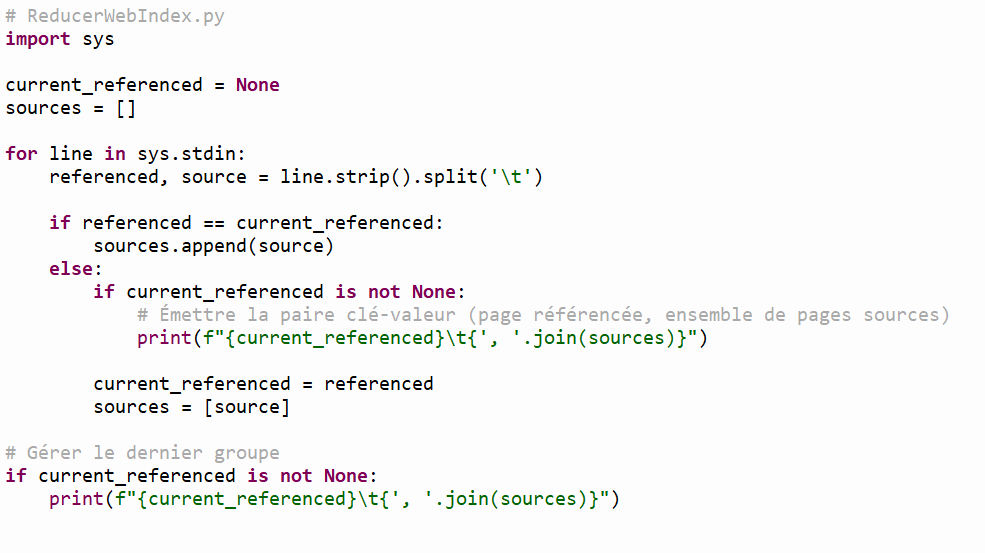 # ReducerWebIndex.py
import sys

current_referenced = None
sources = []

for line in sys.stdin:
    referenced, source = line.strip().split('\t')

    if referenced == current_referenced:
        sources.append(source)
    else:
        if current_referenced is not None:
            # Émettre la paire clé-valeur (page référencée, ensemble de pages sources)
            print(f"{current_referenced}\t{', '.join(sources)}")

        current_referenced = referenced
        sources = [source]

# Gérer le dernier groupe
if current_referenced is not None:
    print(f"{current_referenced}\t{', '.join(sources)}")